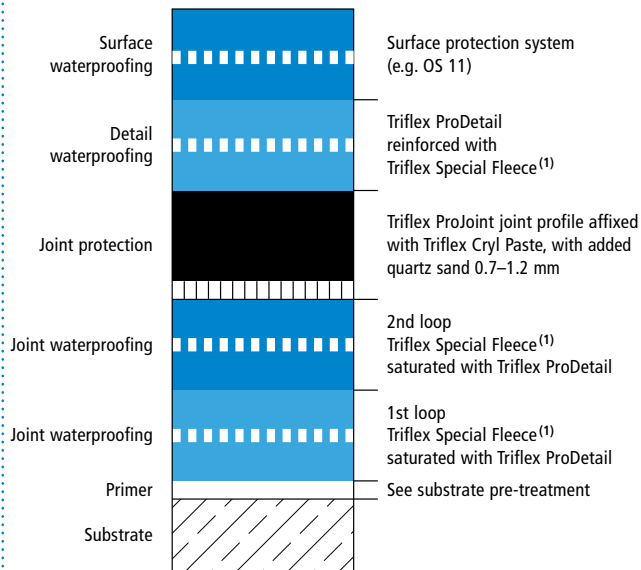 Surface
waterproofing
Surface protection system
(e.g. OS 11)
Detail
waterproofing
Triflex ProDetail
reinforced with
Triflex Special Fleece(1)
Joint protection
Triflex ProJoint joint profile affixed
with Triflex Cryl Paste, with added
quartz sand 0.7–1.2 mm
Joint waterproofing
2nd loop
Triflex Special Fleece(1)
saturated with Triflex ProDetail
Joint waterproofing
1st loop
Triflex Special Fleece(1)
saturated with Triflex ProDetail
Primer
See substrate pre-treatment
Substrate